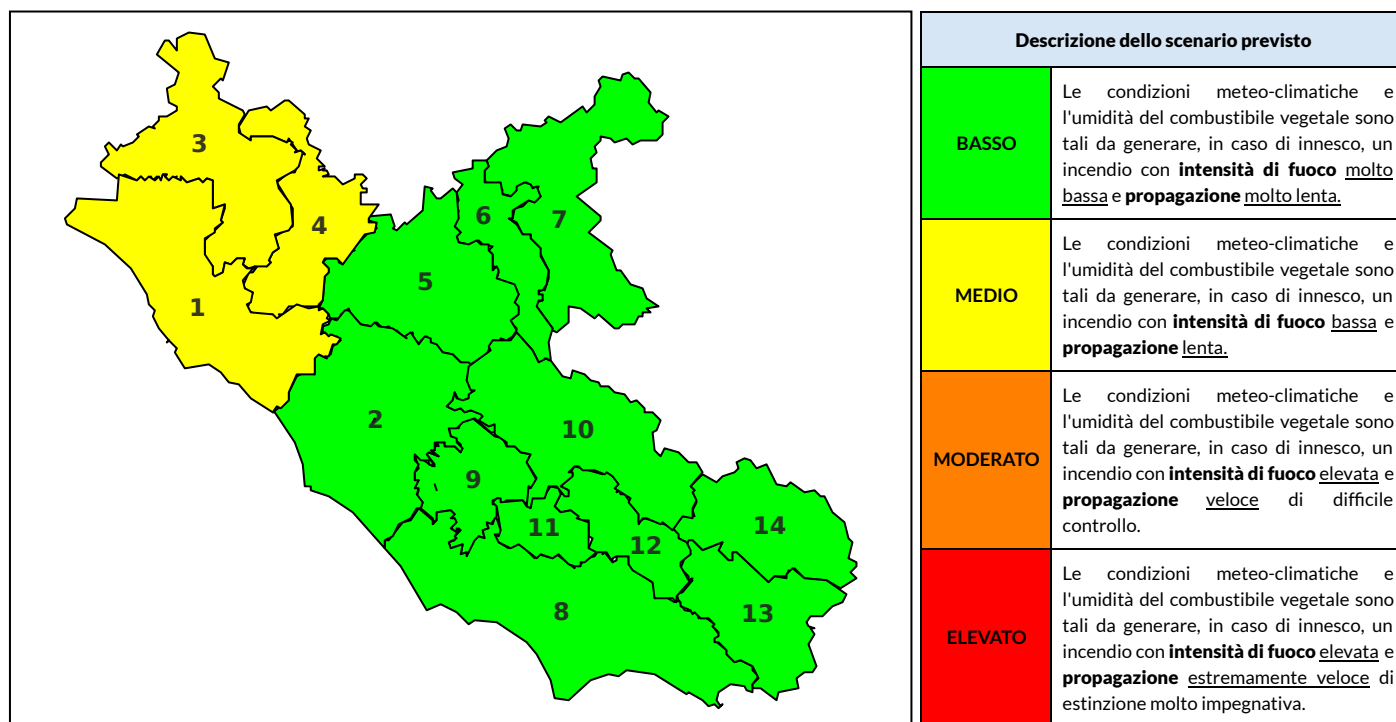 3
4
6
7
5
1
2
10
9
11
12
14
8
13
Descrizione dello scenario previsto
BASSO
Le condizioni meteo-climatiche e
l'umidità del combustibile vegetale sono
tali da generare, in caso di innesco, un
incendio con intensità di fuoco molto
bassa e propagazione molto lenta.
MEDIO
Le condizioni meteo-climatiche e
l'umidità del combustibile vegetale sono
tali da generare, in caso di innesco, un
incendio con intensità di fuoco bassa e
propagazione lenta.
MODERATO
Le condizioni meteo-climatiche e
l'umidità del combustibile vegetale sono
tali da generare, in caso di innesco, un
incendio con intensità di fuoco elevata e
propagazione veloce di difficile
controllo.
ELEVATO
Le condizioni meteo-climatiche e
l'umidità del combustibile vegetale sono
tali da generare, in caso di innesco, un
incendio con intensità di fuoco elevata e
propagazione estremamente veloce di
estinzione molto impegnativa.